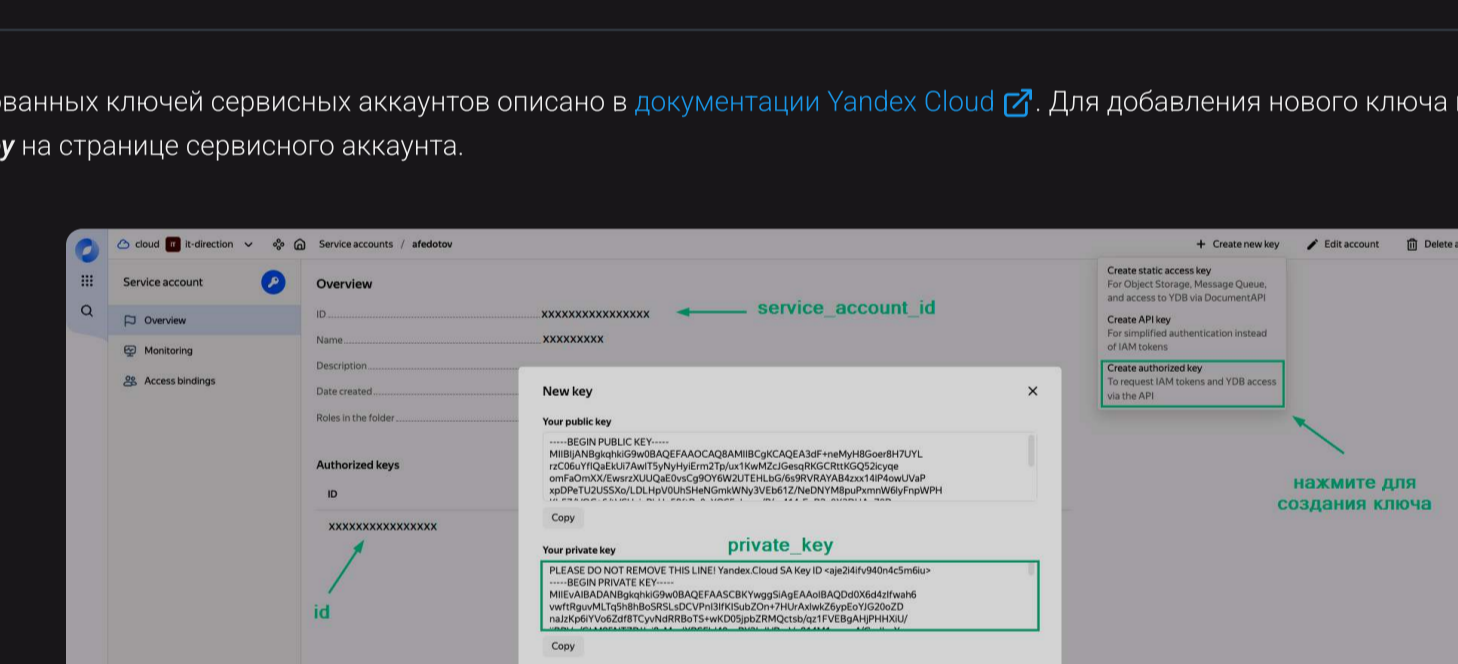 ованных ключей сервисных аккаунтов описано в документации Yandex Cloud. Для добавления нового ключа
y на странице сервисного аккаунта.
cloud it-direction Service accounts / afedotov + Create new key Edit account Delete a
Service account
Overview
Monitoring
Access bindings
Overview
ID xxxxxxxxxxxxxxxx service_account_id
Name xxxxxxxxx
Description
Date created
Roles in the folder
Authorized keys
ID
xxxxxxxxxxxxxxxx
id
Create static access key
For Object Storage, Message Queue,
and access to YDB via DocumentAPI
Create API key
For simplified authentication instead
of IAM tokens
Create authorized key
To request IAM tokens and YDB access
via the API
нажмите для
создания ключа
New key
Your public key
-----BEGIN PUBLIC KEY-----
MIIBIjANBgkqhkiG9w0BAQEFAAOCAQ8AMIIBCgKCAQEA3dF+neMyH8Goer8H7UYL
rzC06uYfIQaEkUi7AwIT5yNyHyiErm2Tp/ux1KwMZcJGesqRKGCRttKGQ52icyqe
omFaOmXX/EwsrzXUUQaE0vsCg9OY6W2UTEHLbG/6s9RVRAYAB4zxx14IP4owUVaP
xpDPeTU2USSXo/LDLHpV0UhSHeNGmkWNy3VEb61Z/NeDNYM8puPxmnW6lyFnpWPH
Copy
Your private key
private_key
PLEASE DO NOT REMOVE THIS LINE! Yandex.Cloud SA Key ID <aje2i4ifv940n4c5m6iu>
-----BEGIN PRIVATE KEY-----
MIIEvAIBADANBgkqhkiG9w0BAQEFAASCBKYwggSiAgEAAoIBAQDd0X6d4zIfwah6
vwftRguvMLTq5h8hBoSRSLsDCVPnI3IfKISubZOn+7HUrAxIwkZ6ypEoYJG20oZD
naJzKp6iYVo6Zdf8TCyvNdRRBoTS+wKD05jpbZRMQctsb/qz1FVEBgAHjPHHXiU/
Copy